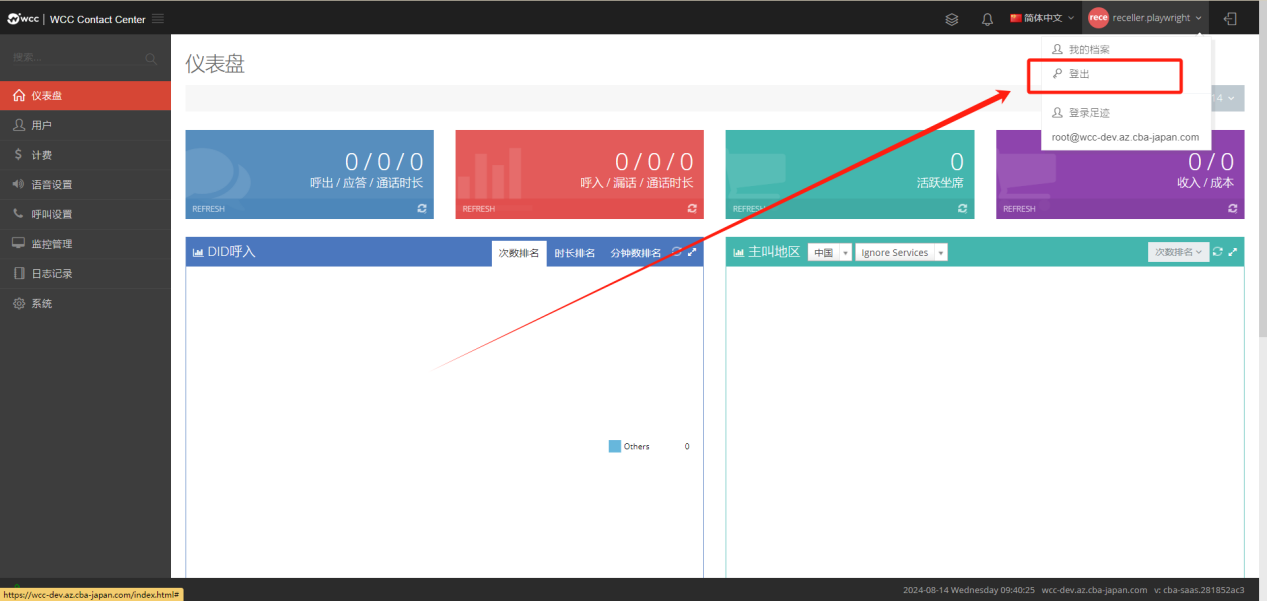 wcc | WCC Contact Center
简体中文
rece receller.playwright
搜索...
仪表盘
用户
计费
语音设置
呼叫设置
监控管理
日志记录
系统
仪表盘
我的档案
登出
登录足迹
root@wcc-dev.az.cba-japan.com
14
0 / 0 / 0
呼出 / 应答 / 通话时长
REFRESH
0 / 0 / 0
呼入 / 漏话 / 通话时长
REFRESH
0
活跃坐席
REFRESH
0 / 0
收入 / 成本
REFRESH
DID呼入
次数排名 时长排名 分钟数排名
Others 0
主叫地区 中国 Ignore Services 次数排名
https://wcc-dev.az.cba-japan.com/index.html#
2024-08-14 Wednesday 09:40:25 wcc-dev.az.cba-japan.com v: cba-saas.281852ac3